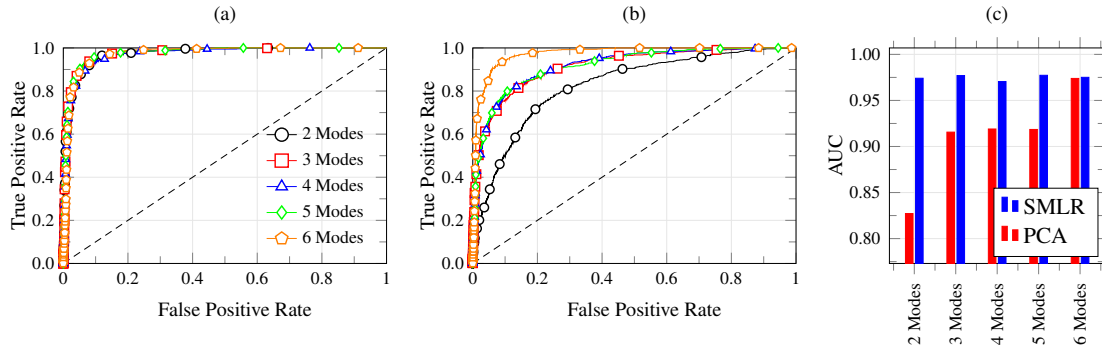 (a)
1.0
0.8
0.6
0.4
0.2
0.0
True Positive Rate
0
0.2
0.4
0.6
0.8
1
False Positive Rate
2 Modes
3 Modes
4 Modes
5 Modes
6 Modes
(b)
1.0
0.8
0.6
0.4
0.2
0.0
True Positive Rate
0
0.2
0.4
0.6
0.8
1
False Positive Rate
(c)
1.00
0.95
0.90
0.85
0.80
AUC
SMLR
PCA
2 Modes
3 Modes
4 Modes
5 Modes
6 Modes